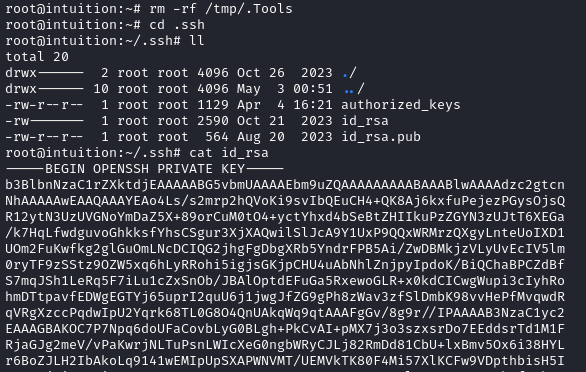 root@intuition:~# rm -rf /tmp/.Tools
root@intuition:~# cd .ssh
root@intuition:~/.ssh# ll
total 20
drwx------ 2 root root 4096 Oct 26 2023 ./
drwx------ 10 root root 4096 May 3 00:51 ../
-rw-r--r-- 1 root root 1129 Apr 4 16:21 authorized_keys
-rw------- 1 root root 2590 Oct 21 2023 id_rsa
-rw-r--r-- 1 root root 564 Aug 20 2023 id_rsa.pub
root@intuition:~/.ssh# cat id_rsa
-----BEGIN OPENSSH PRIVATE KEY-----
b3BlbnNzaC1rZXktdjEAAAAABG5vbmUAAAAEbm9uZQAAAAAAAAABAAABlwAAAAdzc2gtcn
NhAAAAAwEAAQAAAYEAo4Ls/s2mrp2hQVoKi9svIbQEuCH4+QK8Aj6kxfuPejezPGysOjsQ
R12ytN3UzUVGNoYmDaZ5X+89orCuM0tO4+yctYhxd4bSeBtZHIIkuPzZGYN3zUJtT6XEGa
/k7HqLfwdguvoGhkksfYhsCSgur3XjXAQwilSlJcA9Y1UxP9QQxWRMrzQXgyLnteUoIXD1
UOm2FuKwfkg2glGuOmLNcDCIQG2jhgFgDbgXRb5YndrFPB5Ai/ZwDBMkjzVLyUvEcIV5lm
0ryTF9zSStz9OZW5xq6hLyRRohi5igjsGKjpCHU4uAbNhlZnjpyIpdoK/BiQChaBPCZdBf
S7mqJSh1LeRq5F7iLu1cZxSnOb/JBAlOptdEFuGa5RxewoGLR+x0kdCICwgWupi3cIyhRo
hmDTtpavfEDWgEGTYj65uprI2quU6j1jwgJfZG9gPh8zWav3zfSlDmbK98vvHePfMvqwdR
qVRgXzccPqdwIpU2Yqrk68TL0G8O4QnUAkqWq9qtAAAFgGv/8g9r//IPAAAAB3NzaC1yc2
EAAAGBAKOC7P7Npq6doUFaCovbLyG0BLgh+PkCvAI+pMX7j3o3szxsrDo7EEddsrTd1M1F
RjaGJg2meV/vPaKwrjNLTuPsnLWIcXeG0ngbWRyCJLj82RmDd81CbU+lxBmv5Ox6i38HYL
r6BoZJLH2IbAkoLq9141wEMIpUpSXAPWNVMT/UEMVkTK80F4Mi57XlKCFw9VDpthbisH5I